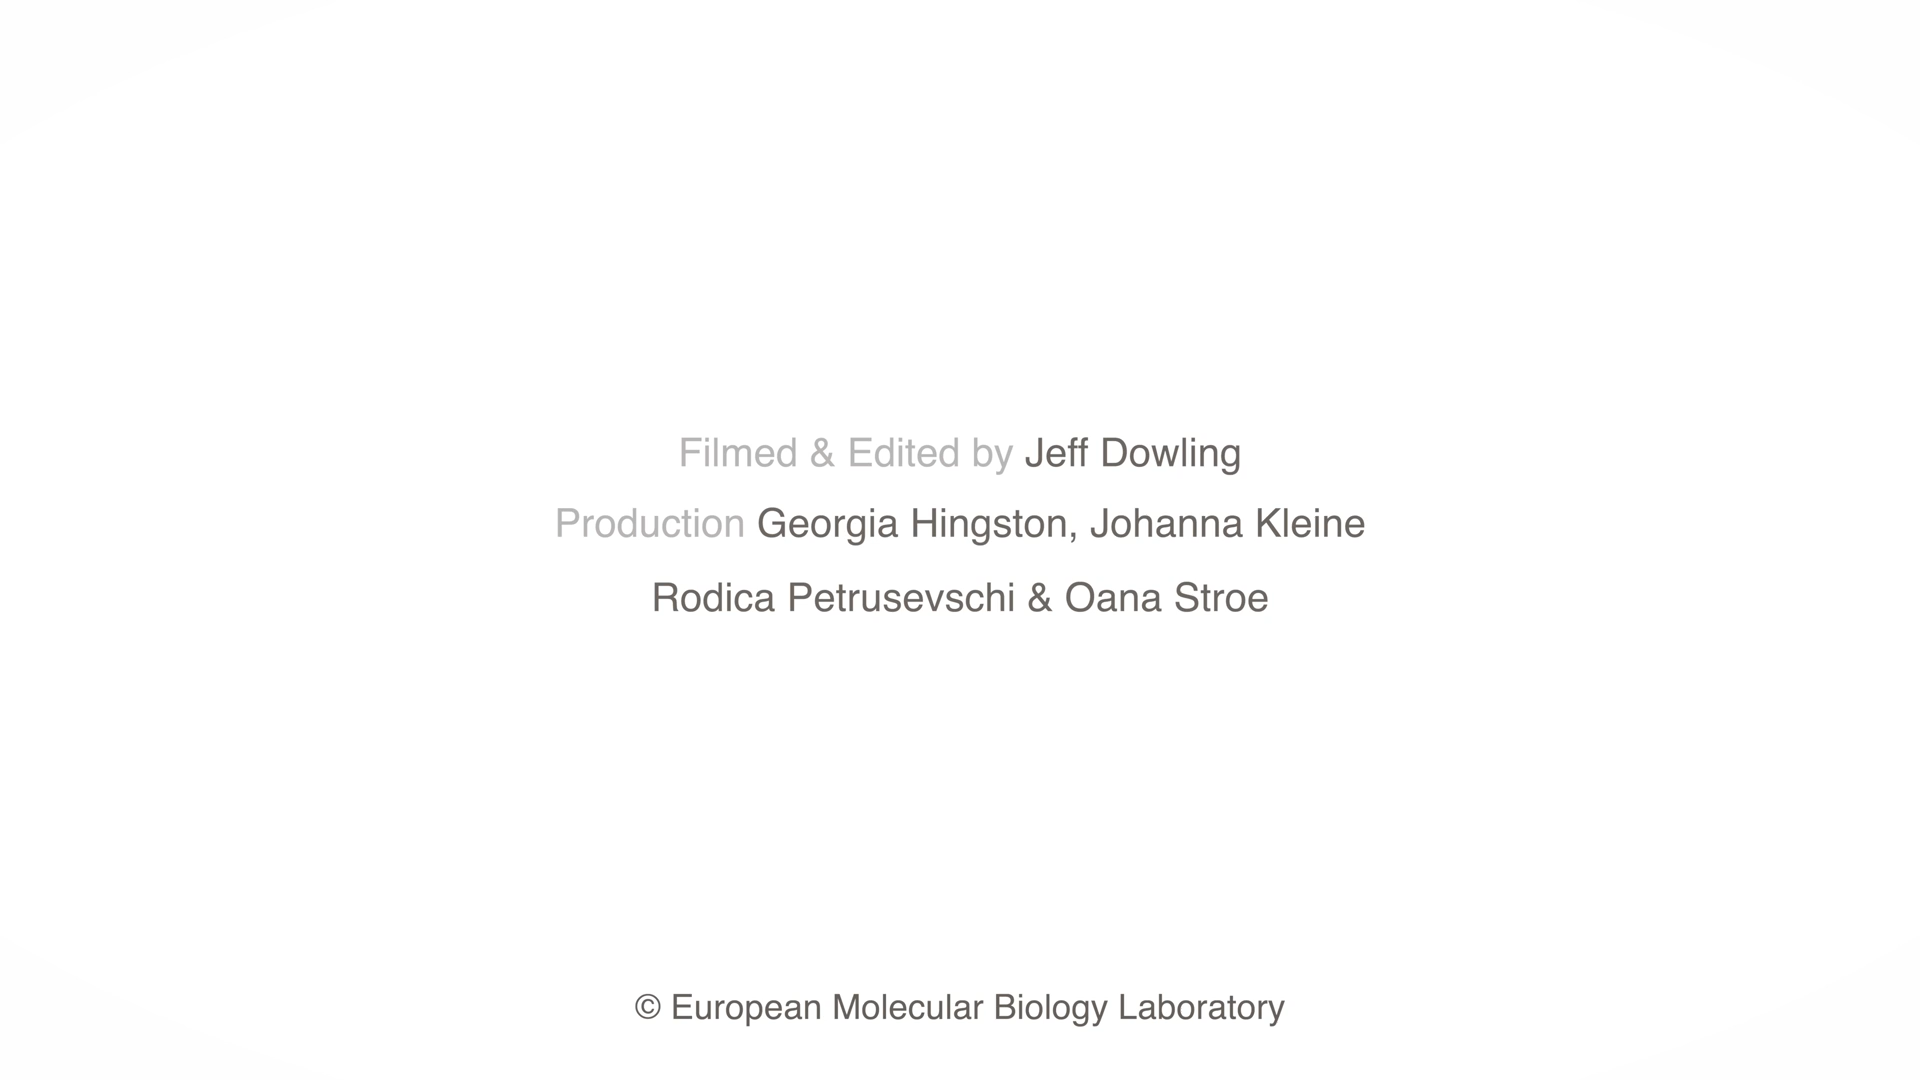 Filmed & Edited by Jeff Dowling
Production Georgia Hingston, Johanna Kleine
Rodica Petrusevschi & Oana Stroe
© European Molecular Biology Laboratory